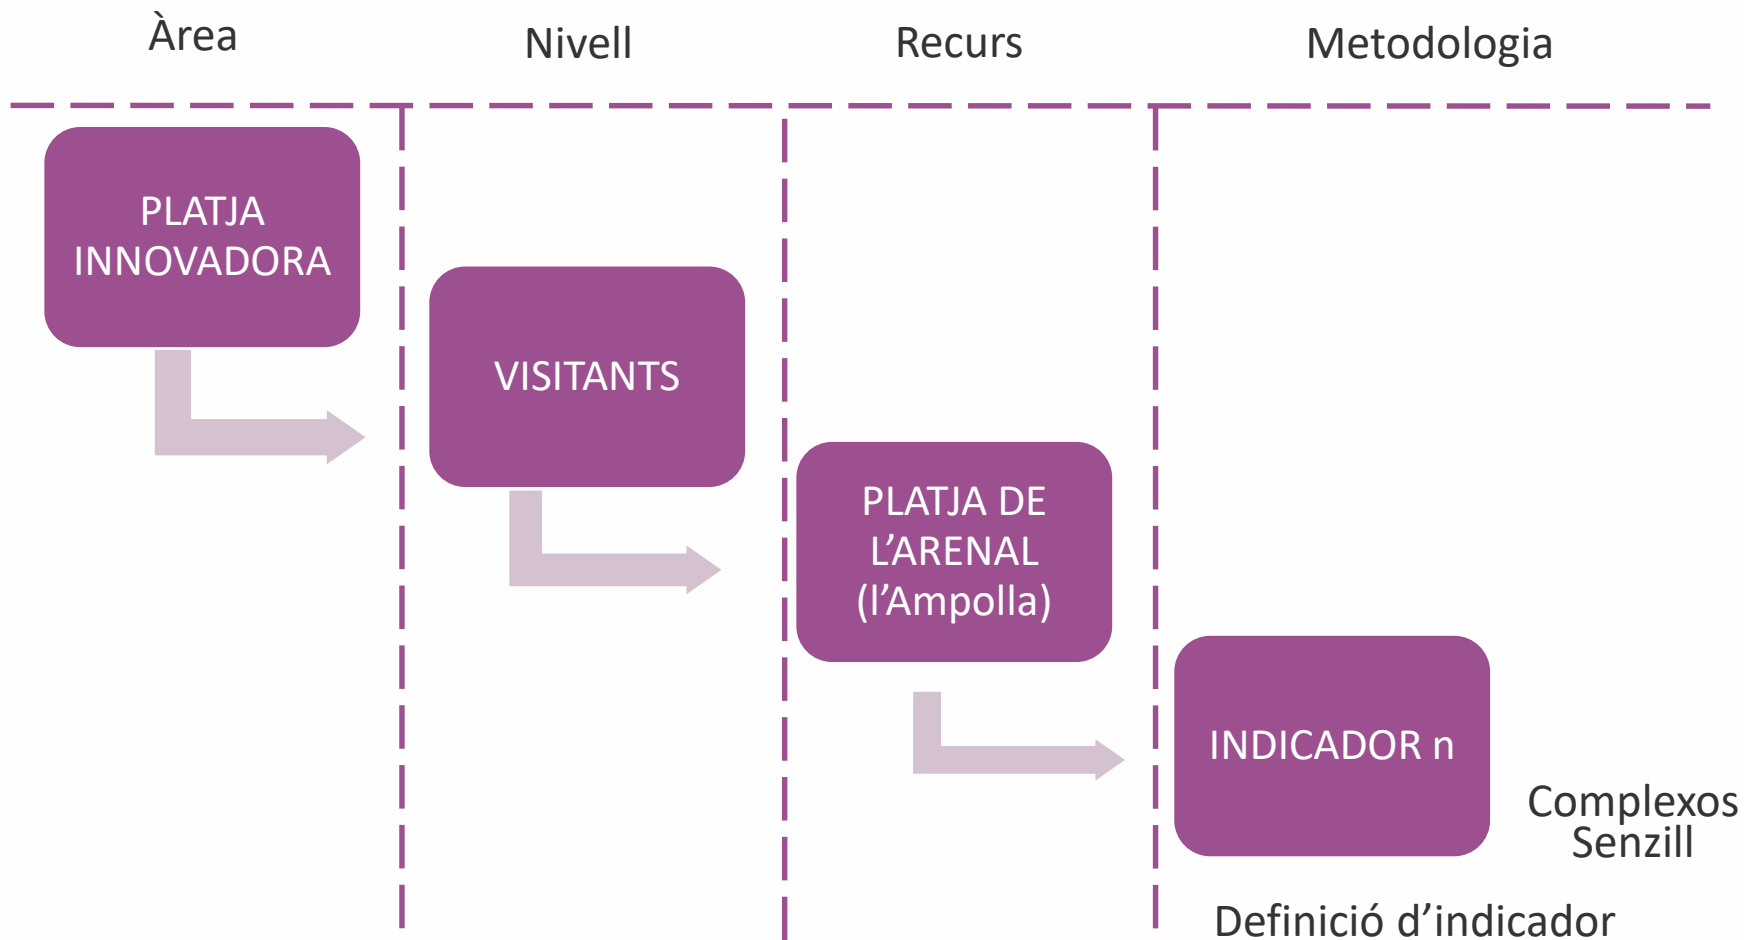 Àrea
Nivell
Recurs
Metodologia
PLATJA
INNOVADORA
VISITANTS
PLATJA DE
L’ARENAL
(l’Ampolla)
INDICADOR n
Complexos
Senzill
Definició d’indicador